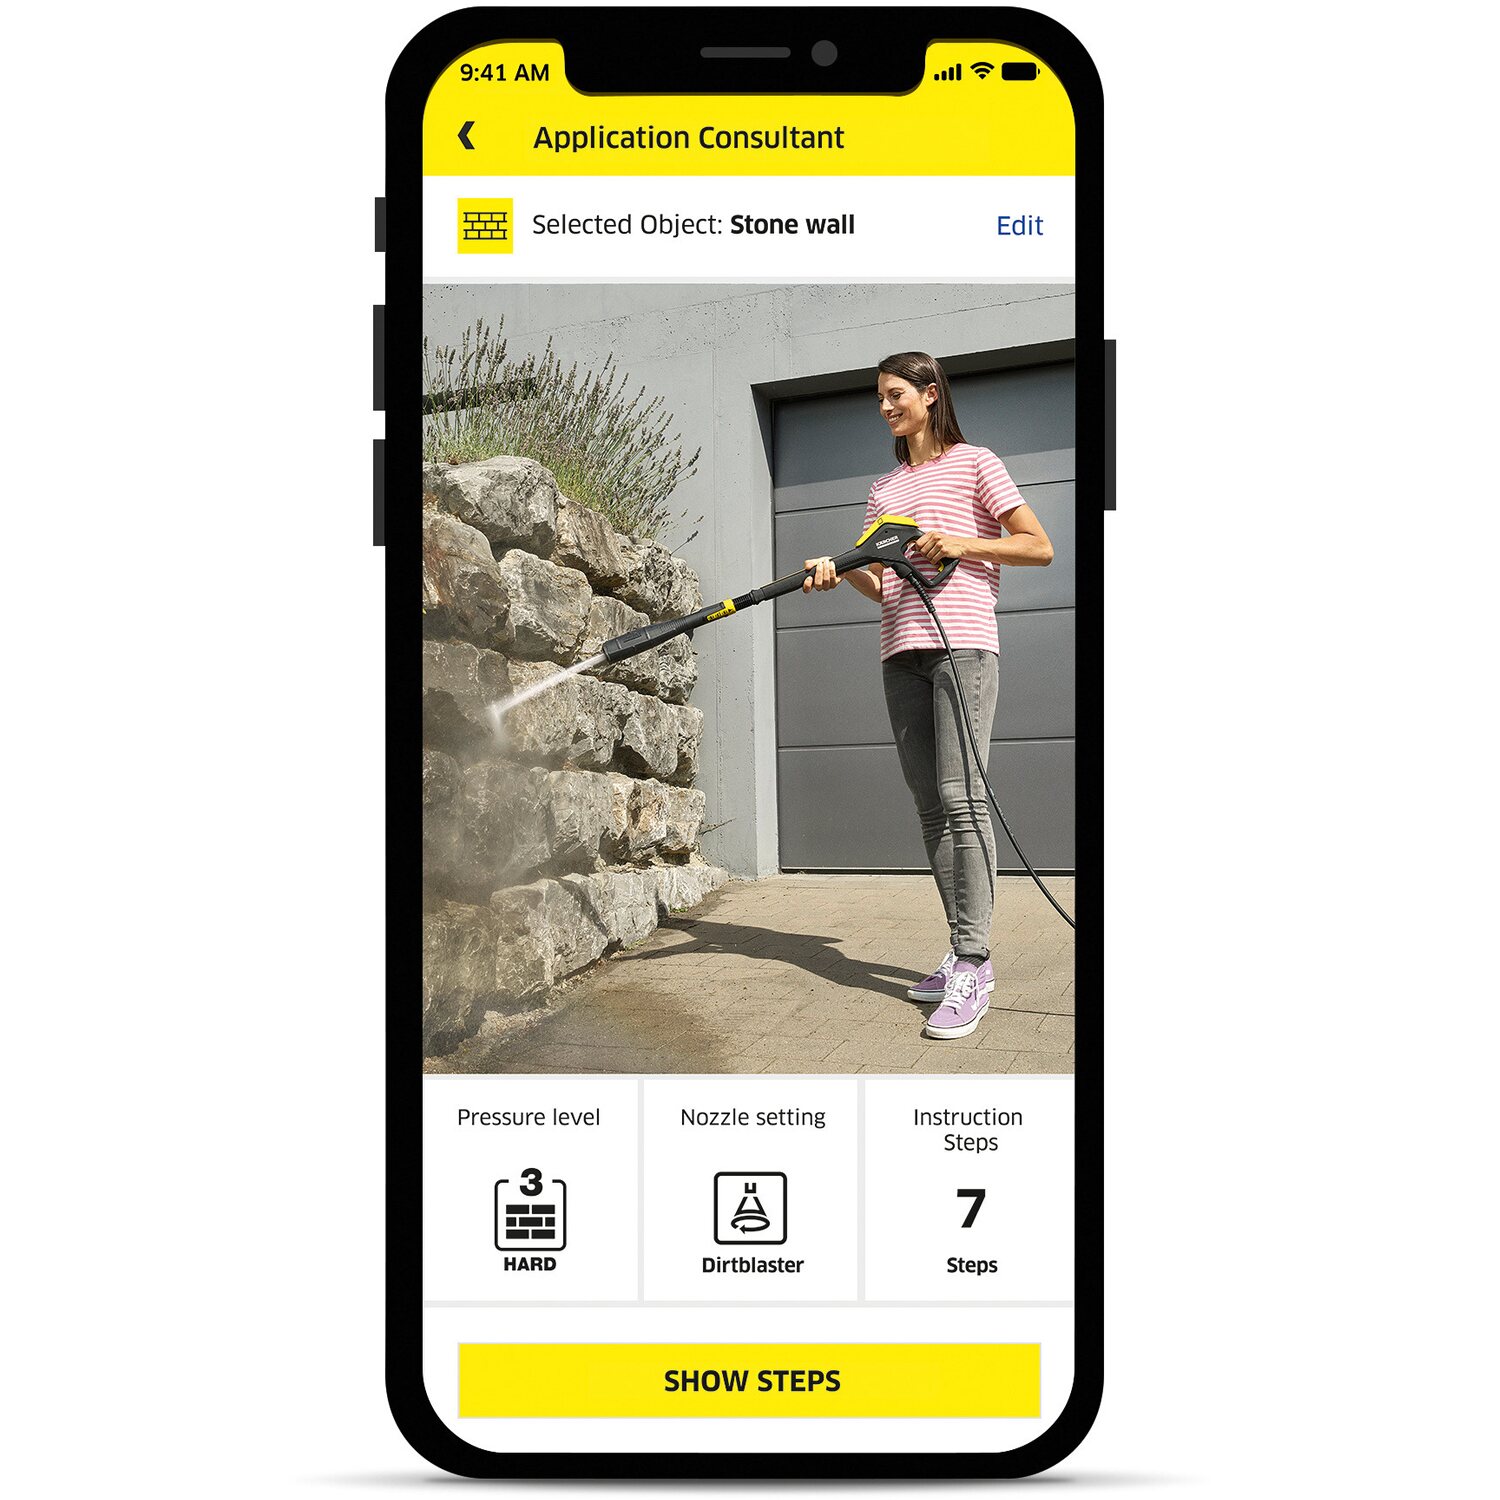 9:41 AM
Application Consultant
Selected Object: Stone wall
Edit
KÄRCHER
Pressure level
3
HARD
Nozzle setting
Dirtblaster
Instruction
Steps
7
Steps
SHOW STEPS